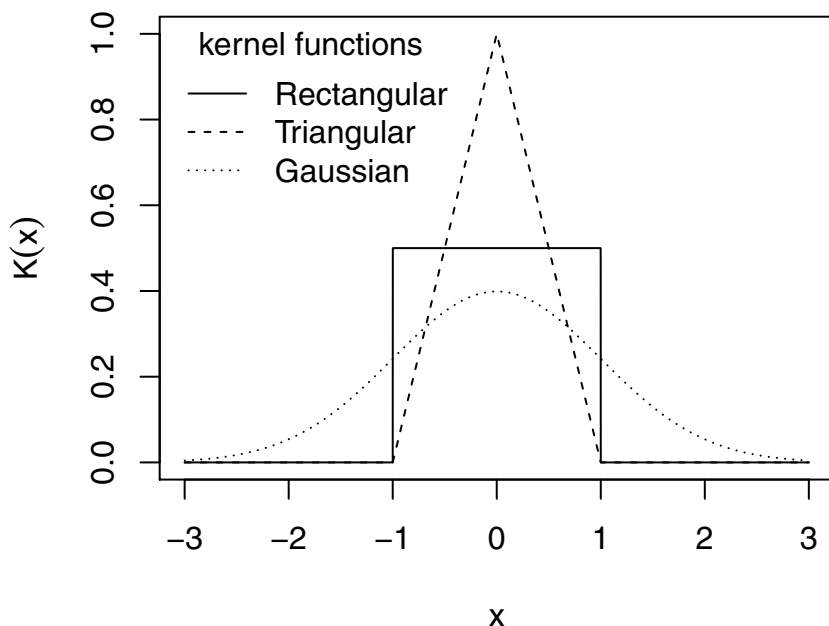 kernel functions
Rectangular
Triangular
Gaussian
K(x)
1.0
0.8
0.6
0.4
0.2
0.0
−3 −2 −1 0 1 2 3
x